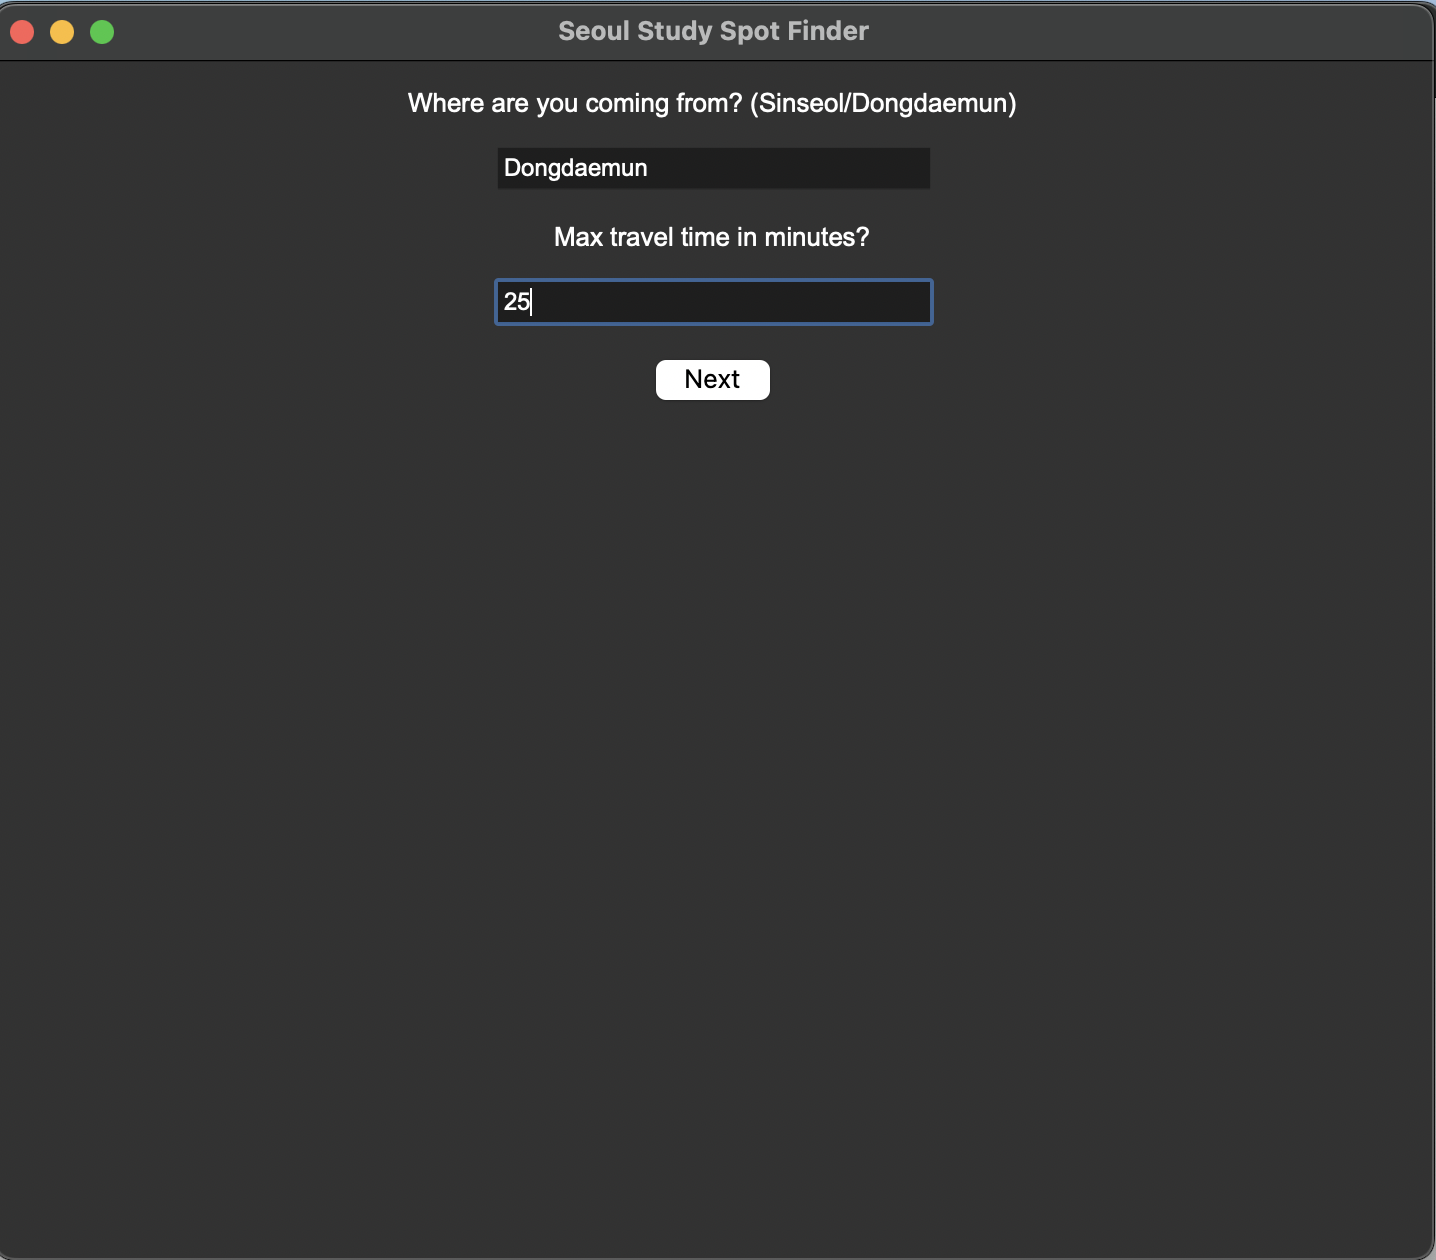 Seoul Study Spot Finder
Where are you coming from? (Sinseol/Dongdaemun)
Dongdaemun
Max travel time in minutes?
25
Next